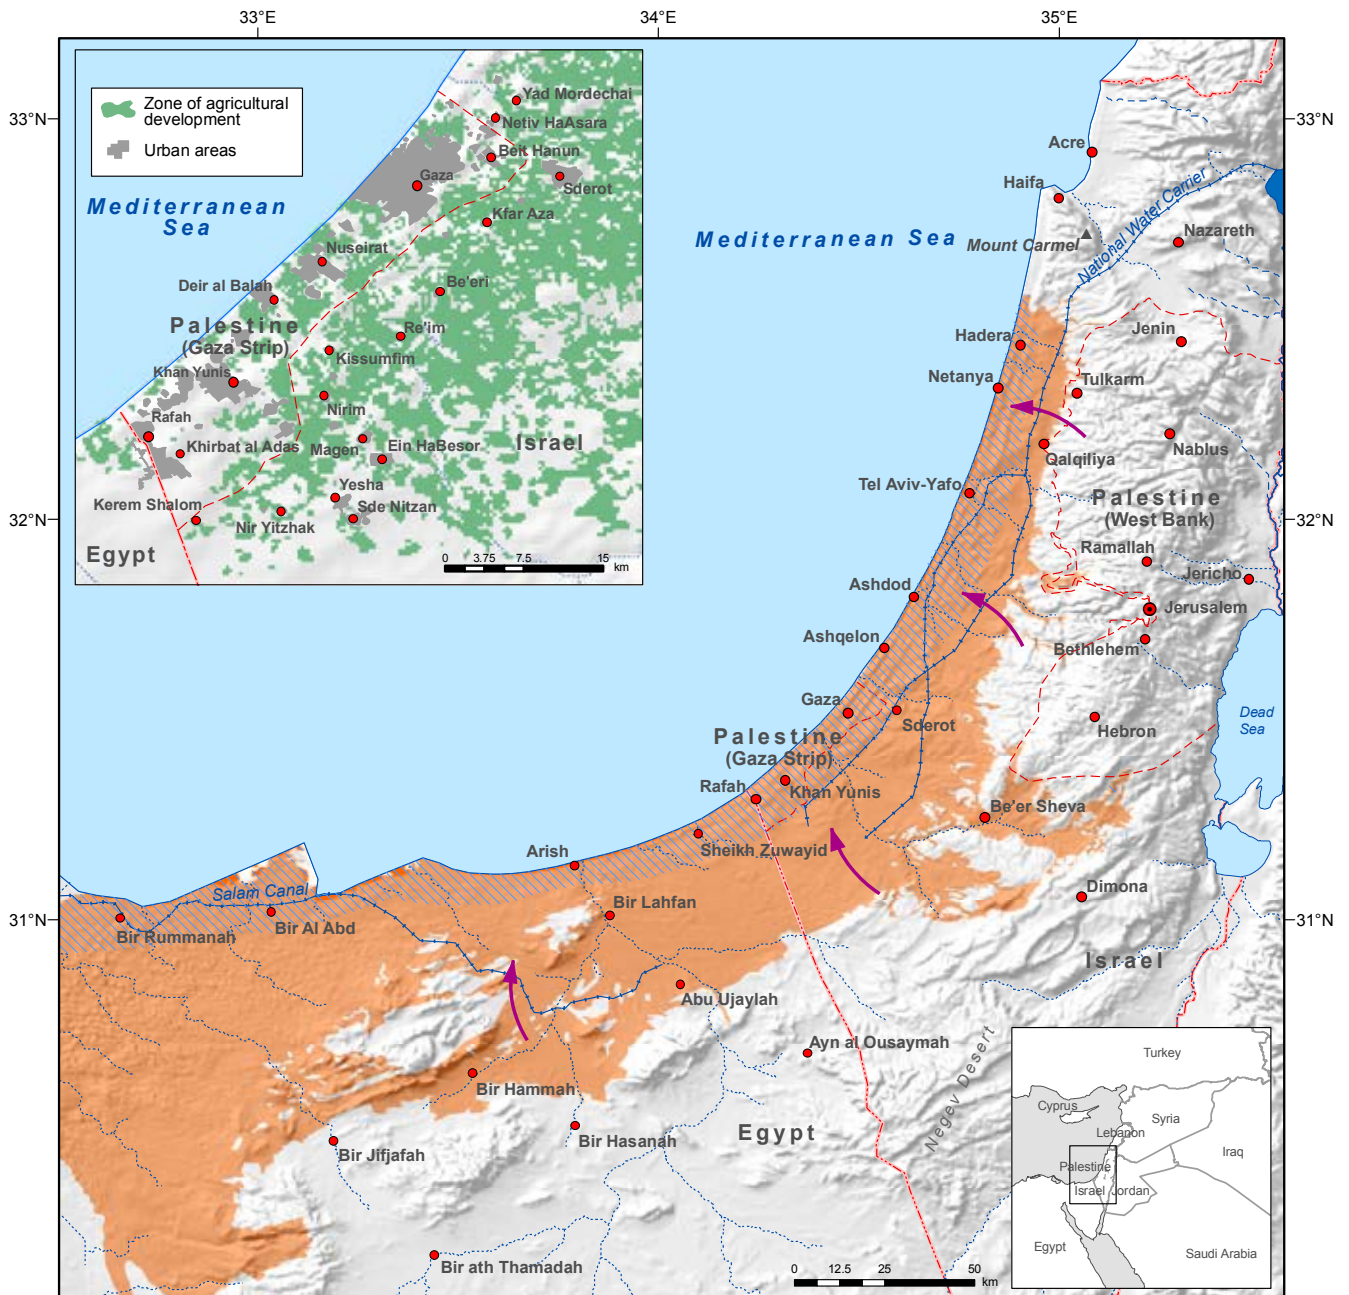 33°E
34°E
35°E
33°N
32°N
31°N
33°N
32°N
31°N
Zone of agricultural
development
Urban areas
Mediterranean
Sea
Yad Mordechai
Netiv HaAsara
Beit Hanun
Gaza
Sderot
Kfar Aza
Nuseirat
Deir al Balah
Be'eri
Palestine
(Gaza Strip)
Re'im
Kissumfim
Khan Yunis
Nirim
Rafah
Khirbat al Adas
Magen
Ein HaBesor
Israel
Yesha
Kerem Shalom
Sde Nitzan
Nir Yitzhak
Egypt
0 3.75 7.5 15
km
Acre
Haifa
National Water Carrier
Mediterranean Sea
Mount Carmel
Nazareth
Hadera
Jenin
Netanya
Tulkarm
Qalqiliya
Nablus
Tel Aviv-Yafo
Palestine
(West Bank)
Ramallah
Jericho
Ashdod
Jerusalem
Ashqelon
Bethlehem
Gaza
Sderot
Hebron
Dead
Sea
Palestine
(Gaza Strip)
Rafah
Khan Yunis
Be'er Sheva
Sheikh Zuwayid
Arish
Dimona
Salam Canal
Bir Lahfan
Bir Rummanah
Bir Al Abd
Israel
Abu Ujaylah
Ayn al Ousaymah
Negev Desert
Bir Hammah
Egypt
Bir Hasanah
Bir Jifjafah
Bir ath Thamadah
0 12.5 25 50
km
Turkey
Cyprus
Syria
Lebanon
Iraq
Palestine
Israel
Jordan
Egypt
Saudi Arabia